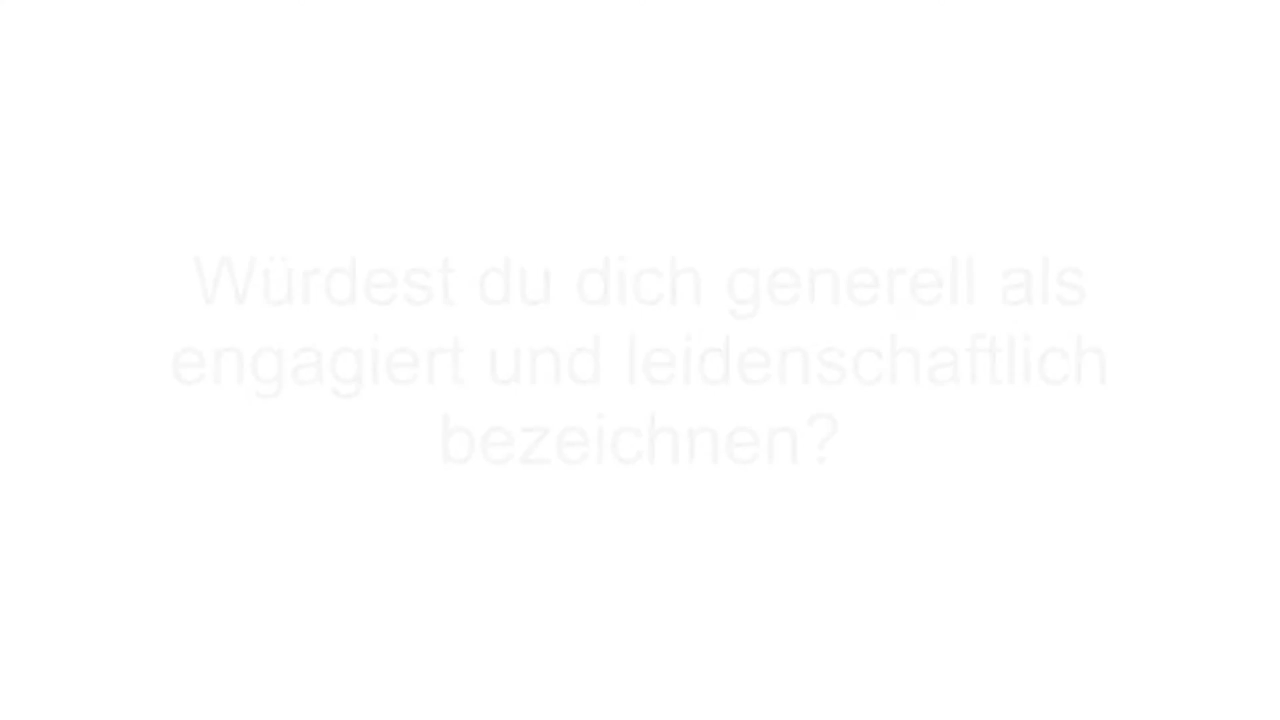 Würdest du dich generell als
engagiert und leidenschaftlich
bezeichnen?